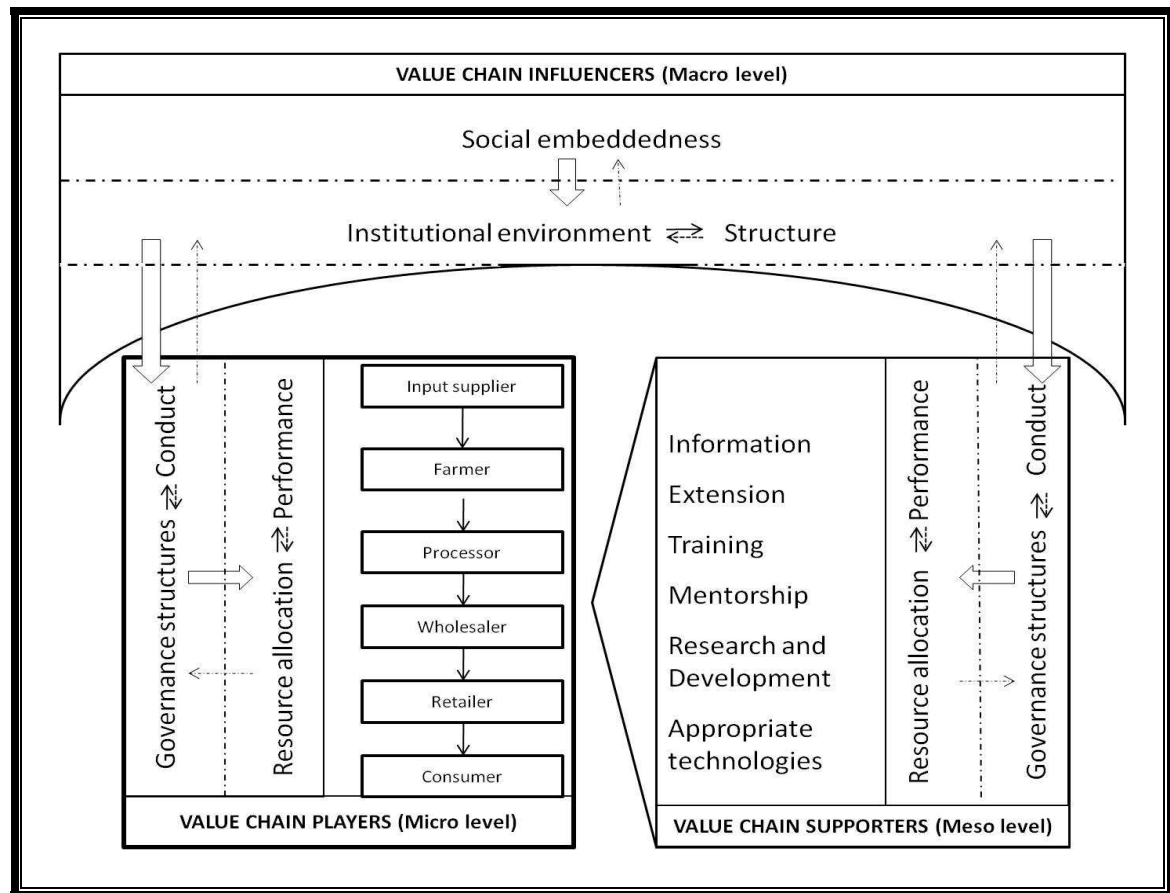 VALUE CHAIN INFLUENCERS (Macro level)
Social embeddedness
Institutional environment
Structure
Governance structures
Conduct
Resource allocation
Performance
Input supplier
Farmer
Processor
Wholesaler
Retailer
Consumer
VALUE CHAIN PLAYERS (Micro level)
Information
Extension
Training
Mentorship
Research and
Development
Appropriate
technologies
Resource allocation
Performance
Governance structures
Conduct
VALUE CHAIN SUPPORTERS (Meso level)